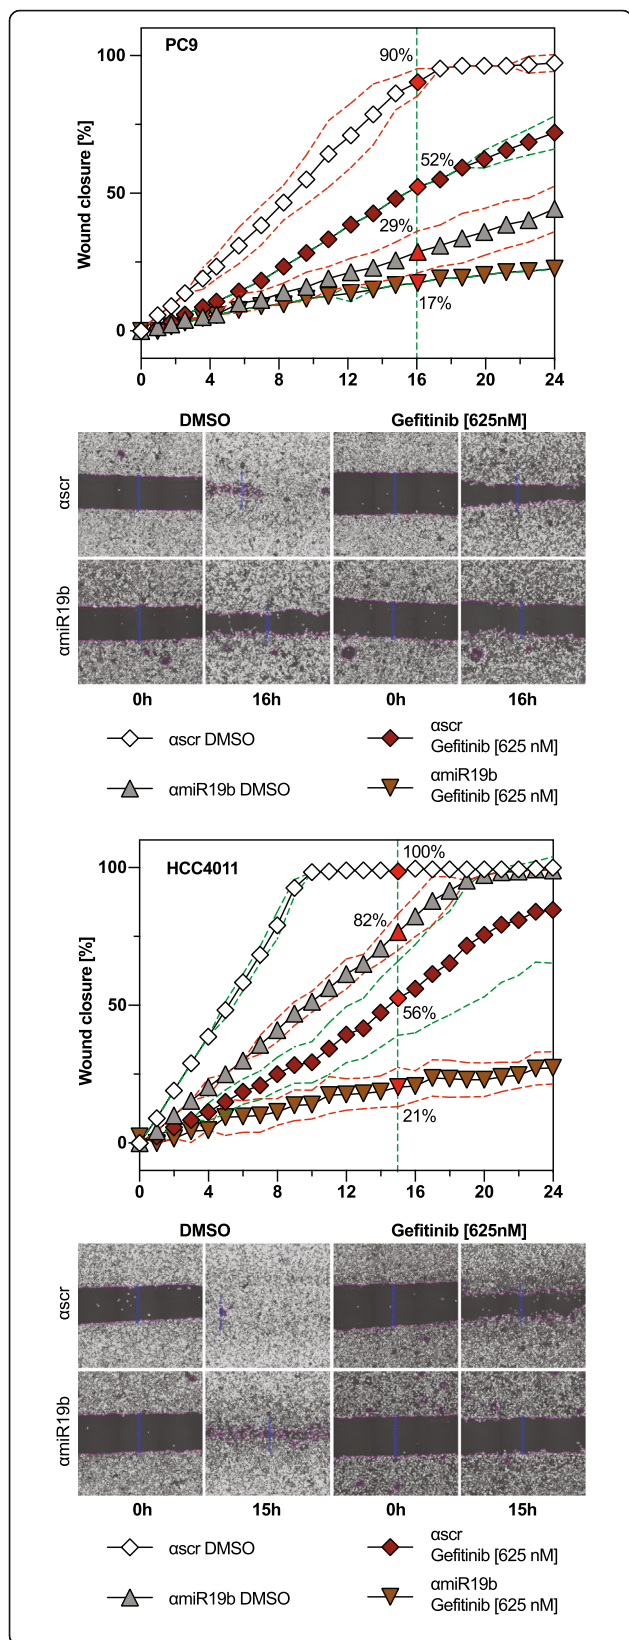 PC9
Wound closure [%]
100
50
0
90%
52%
29%
17%
0 4 8 12 16 20 24
DMSO Gefitinib [625nM]
αscr
αmiR19b
0h 16h 0h 16h
αscr DMSO
αscr
Gefitinib [625 nM]
αmiR19b DMSO
αmiR19b
Gefitinib [625 nM]
HCC4011
Wound closure [%]
100
50
0
100%
82%
56%
21%
0 4 8 12 16 20 24
DMSO Gefitinib [625nM]
αscr
αmiR19b
0h 15h 0h 15h
αscr DMSO
αscr
Gefitinib [625 nM]
αmiR19b DMSO
αmiR19b
Gefitinib [625 nM]